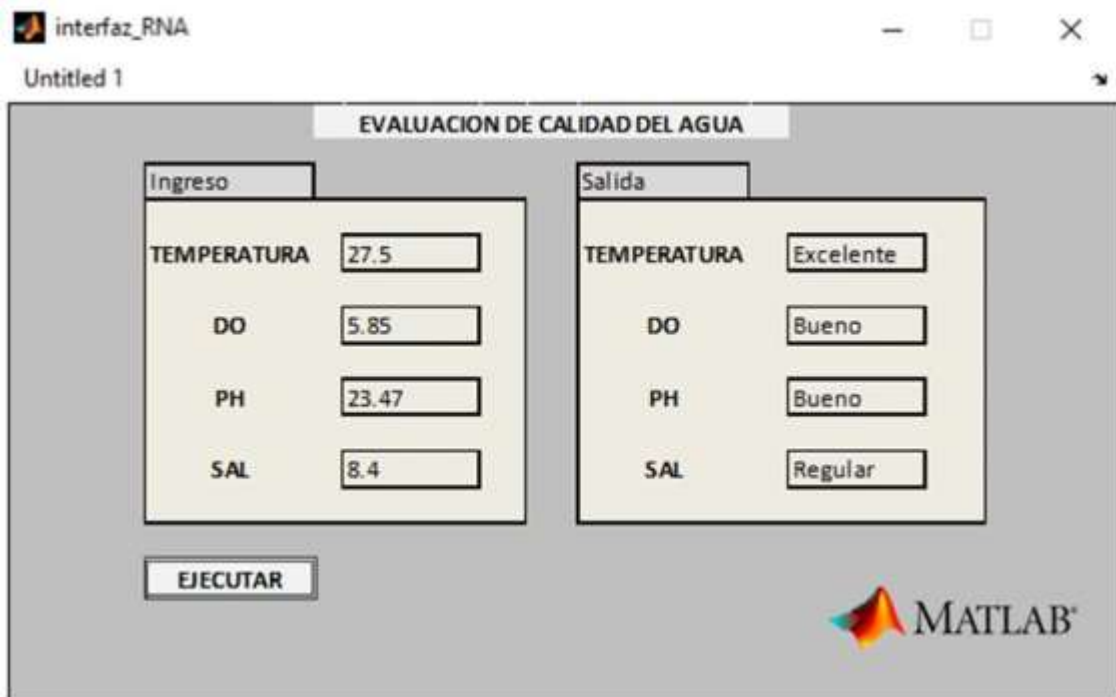 interfaz_RNA
Untitled 1
EVALUACION DE CALIDAD DEL AGUA
Ingreso
TEMPERATURA 27.5
DO 5.85
PH 23.47
SAL 8.4
Salida
TEMPERATURA Excelente
DO Bueno
PH Bueno
SAL Regular
EJECUTAR
MATLAB®